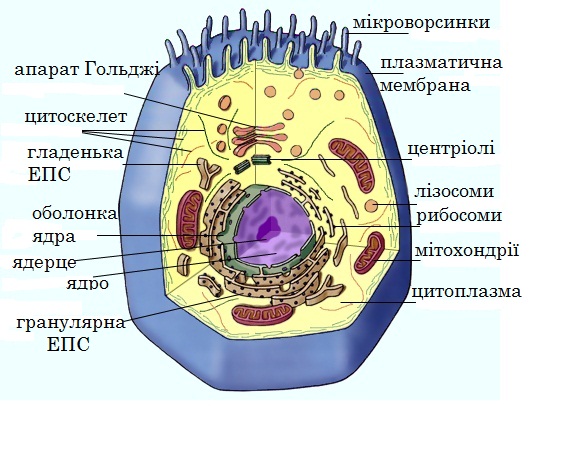 мікроворсинки
плазматична
мембрана
апарат Гольджі
цитоскелет
гладенька
ЕПС
центріолі
лізосоми
рибосоми
оболонка
ядра
мітохондрії
ядерце
ядро
цитоплазма
гранулярна
ЕПС